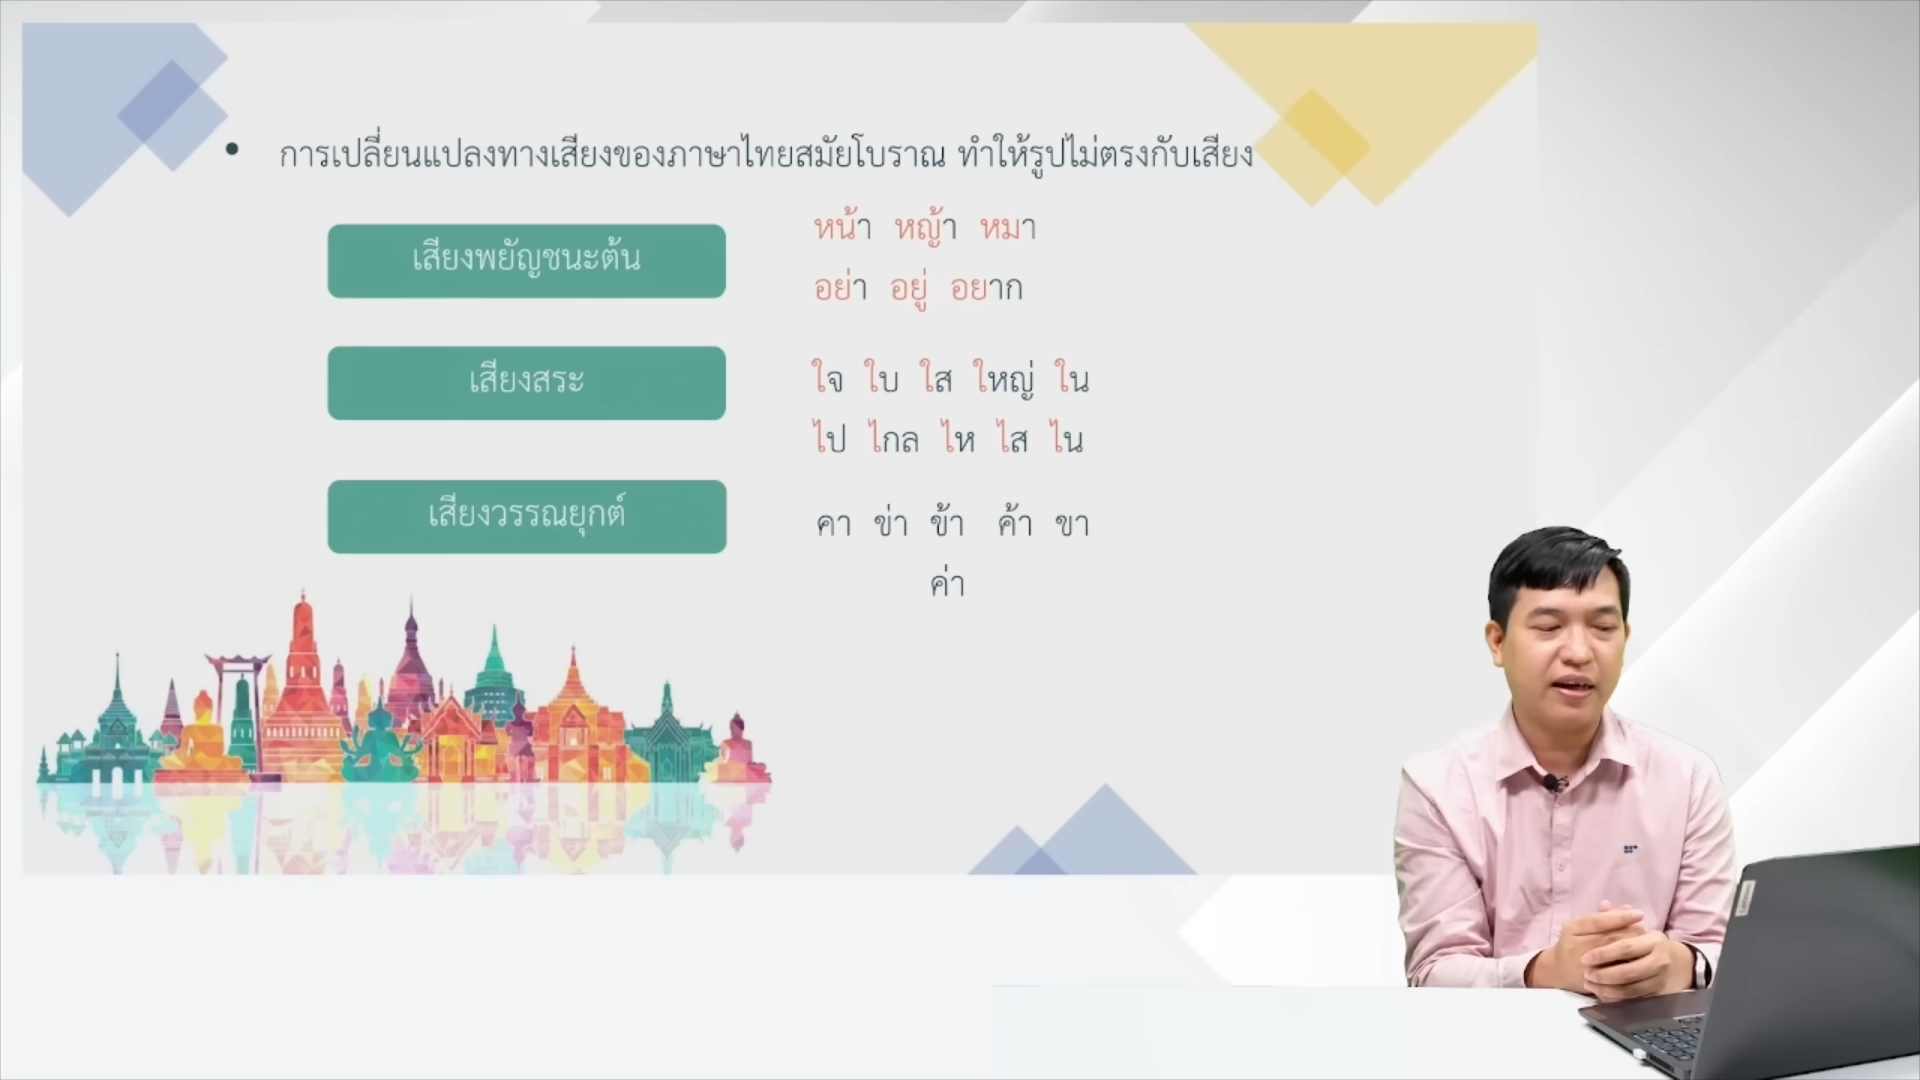 • การเปลี่ยนแปลงทางเสียงของภาษาไทยสมัยโบราณ ทำให้รูปไม่ตรงกับเสียง
เสียงพยัญชนะต้น
หน้า หญ้า หมา
อย่า อยู่ อยาก
เสียงสระ
ใจ ใบ ใส ใหญ่ ใน
ไป ไกล ไห ไส ไน
เสียงวรรณยุกต์
คา ข่า ข้า ค้า ขา
ค่า